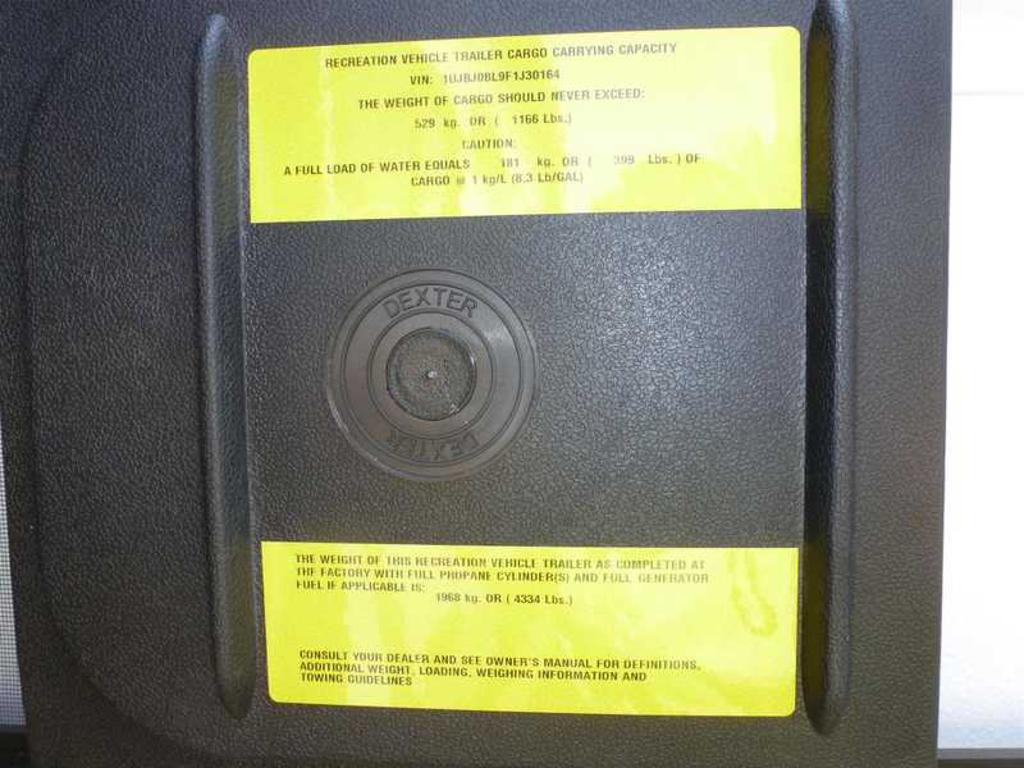 RECREATION VEHICLE TRAILER CARGO CARRYING CAPACITY
VIN: 1UJBJ0BL9F1J30164
THE WEIGHT OF CARGO SHOULD NEVER EXCEED:
529 kg. OR ( 1166 Lbs.)
CAUTION:
A FULL LOAD OF WATER EQUALS 181 kg. OR ( 399 Lbs. ) OF
CARGO @ 1 kg/L (8.3 Lb/GAL)
DEXTER
DEXTER
THE WEIGHT OF THIS RECREATION VEHICLE TRAILER AS COMPLETED AT
THE FACTORY WITH FULL PROPANE CYLINDER(S) AND FULL GENERATOR
FUEL IF APPLICABLE IS:
1968 kg. OR ( 4334 Lbs.)
CONSULT YOUR DEALER AND SEE OWNER'S MANUAL FOR DEFINITIONS,
ADDITIONAL WEIGHT, LOADING, WEIGHING INFORMATION AND
TOWING GUIDELINES